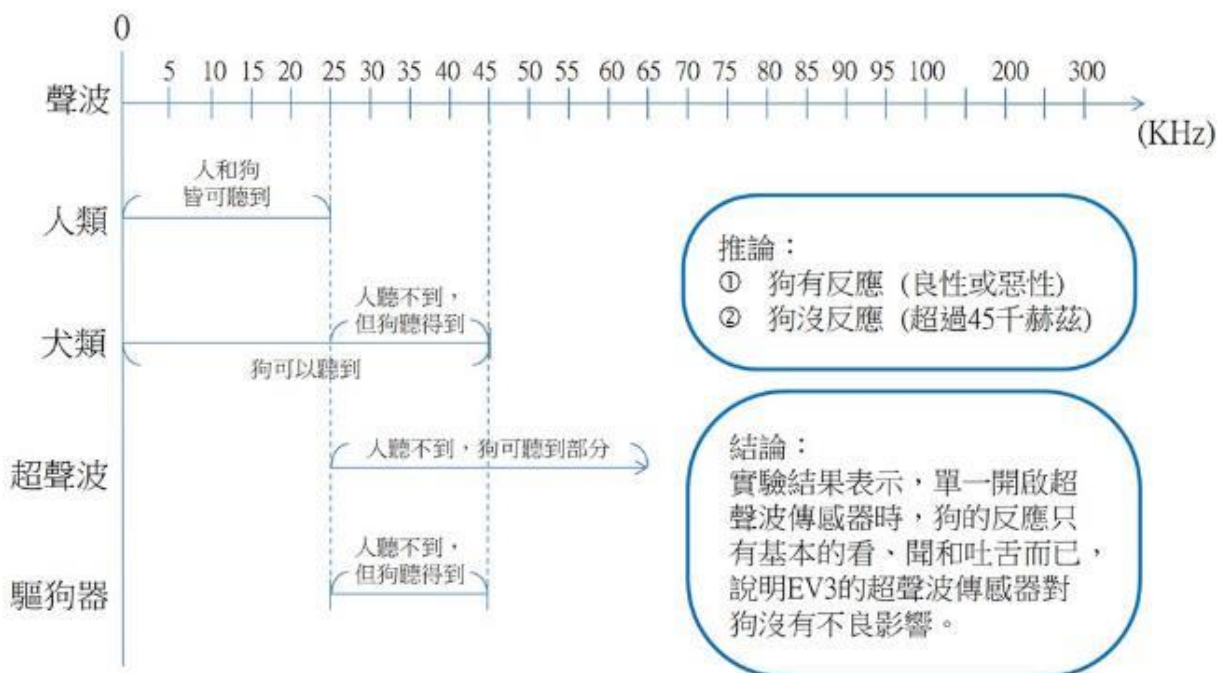 0
5 10 15 20 25 30 35 40 45 50 55 60 65 70 75 80 85 90 95 100 200 300
聲波
(KHz)
人和狗
皆可聽到
人類
人聽不到，
但狗聽得到
犬類
狗可以聽到
人聽不到，狗可聽到部分
超聲波
人聽不到，
但狗聽得到
驅狗器
推論：
① 狗有反應 (良性或惡性)
② 狗沒反應 (超過45千赫茲)
結論：
實驗結果表示，單一開啟超
聲波傳感器時，狗的反應只
有基本的看、聞和吐舌而已，
說明EV3的超聲波傳感器對
狗沒有不良影響。